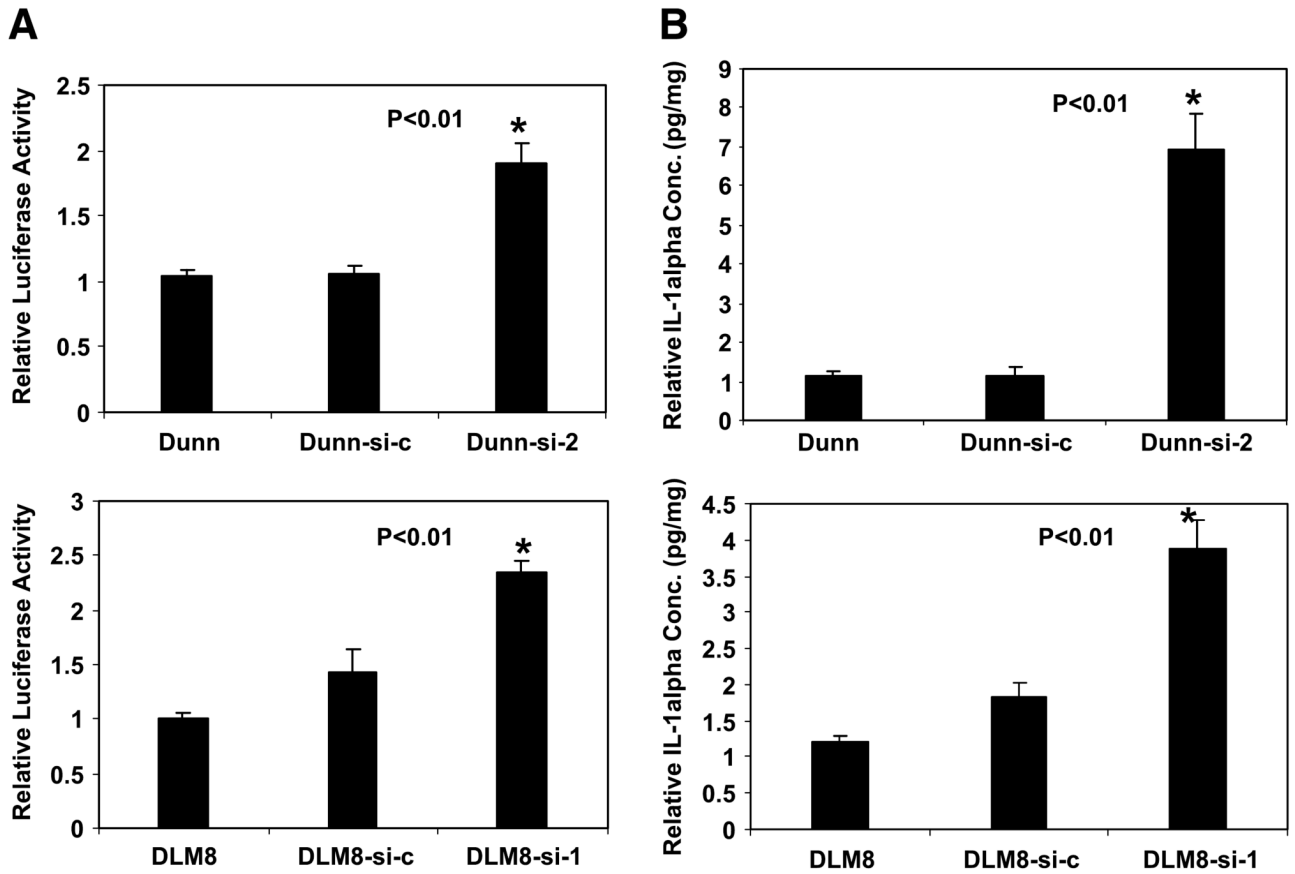 A
Relative Luciferase Activity
2.5
2
1.5
1
0.5
0
P<0.01
*
Dunn
Dunn-si-c
Dunn-si-2
Relative Luciferase Activity
3
2.5
2
1.5
1
0.5
0
P<0.01
*
DLM8
DLM8-si-c
DLM8-si-1
B
Relative IL-1alpha Conc. (pg/mg)
9
8
7
6
5
4
3
2
1
0
P<0.01
*
Dunn
Dunn-si-c
Dunn-si-2
Relative IL-1alpha Conc. (pg/mg)
4.5
4
3.5
3
2.5
2
1.5
1
0.5
0
P<0.01
*
DLM8
DLM8-si-c
DLM8-si-1